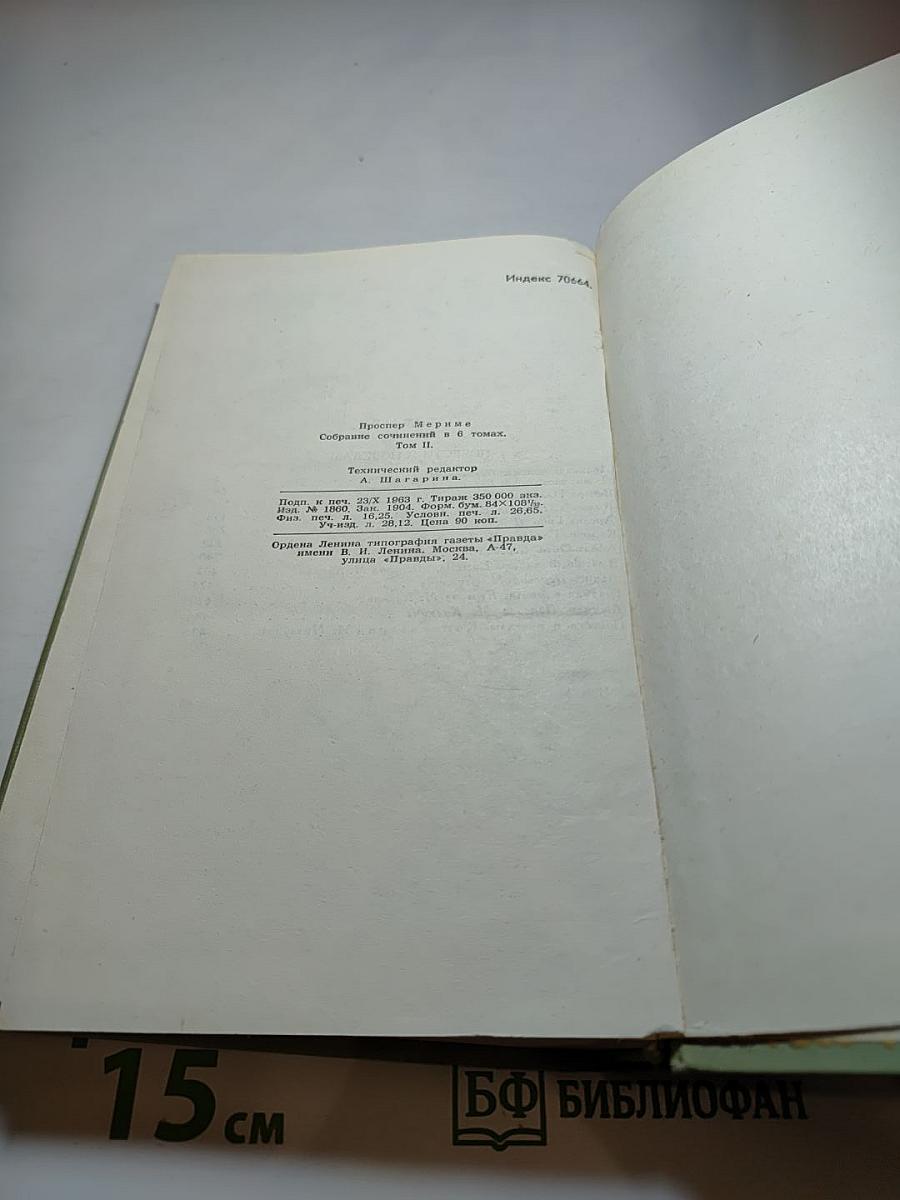 Индекс 70664.
Проспер Мериме
Собрание сочинений в 6 томах.
Том II.
Технический редактор
А. Шагарина.
Подп. к печ. 23/X 1963 г. Тираж 350 000 экз.
Изд. № 1860. Зак. 1904. Форм. бум. 84×108¹/₃₂.
Физ. печ. л. 16,25. Условн. печ. л. 26,65.
Уч-изд. л. 28,12. Цена 90 коп.
Ордена Ленина типография газеты «Правда»
имени В. И. Ленина. Москва, А-47,
улица «Правды», 24.
15 см
БФ БИБЛИОФАН